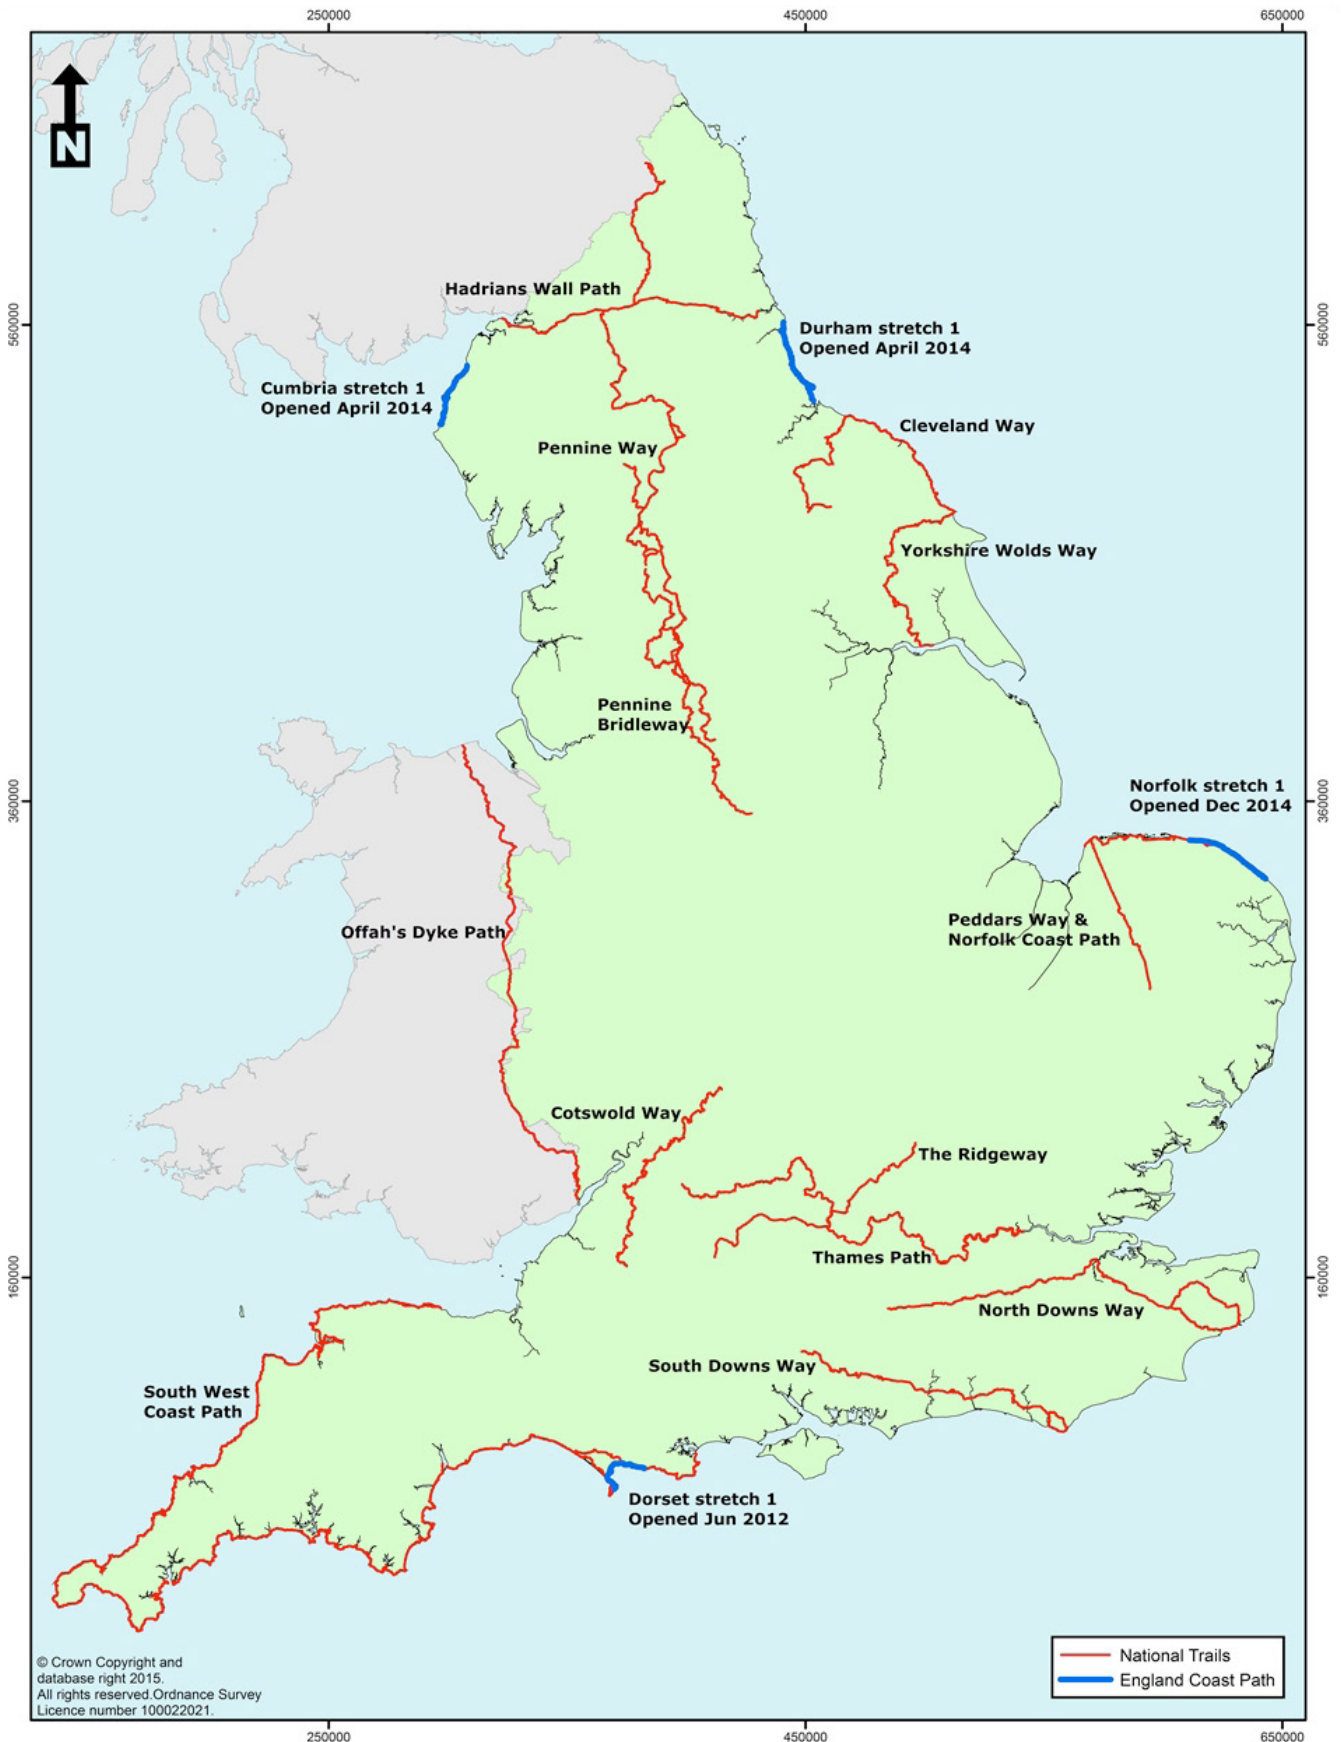 250000
450000
650000
N
Hadrians Wall Path
560000
560000
Durham stretch 1
Opened April 2014
Cumbria stretch 1
Opened April 2014
Cleveland Way
Pennine Way
Yorkshire Wolds Way
Pennine
Bridleway
Norfolk stretch 1
Opened Dec 2014
360000
360000
Peddars Way &
Norfolk Coast Path
Offah's Dyke Path
Cotswold Way
The Ridgeway
Thames Path
160000
160000
North Downs Way
South Downs Way
South West
Coast Path
Dorset stretch 1
Opened Jun 2012
© Crown Copyright and
database right 2015.
All rights reserved.Ordnance Survey
Licence number 100022021.
National Trails
England Coast Path
250000
450000
650000